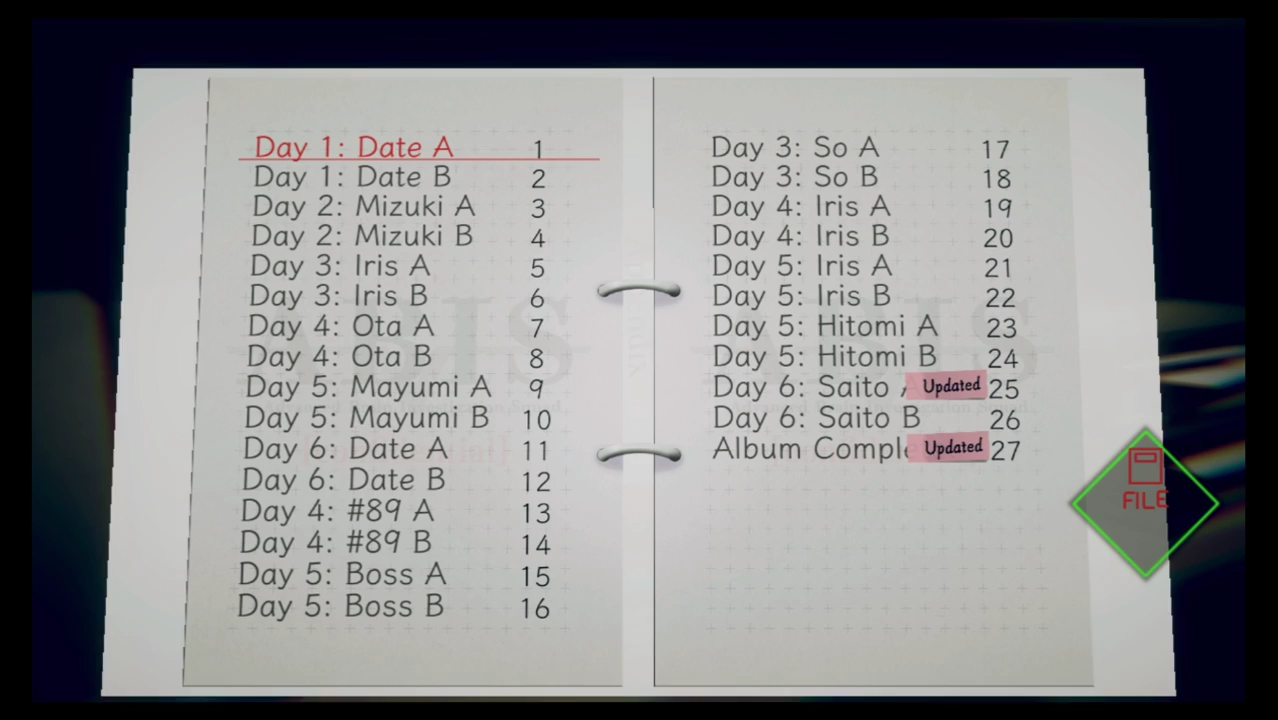 Day 1: Date A 1
Day 1: Date B 2
Day 2: Mizuki A 3
Day 2: Mizuki B 4
Day 3: Iris A 5
Day 3: Iris B 6
Day 4: Ota A 7
Day 4: Ota B 8
Day 5: Mayumi A 9
Day 5: Mayumi B 10
Day 6: Date A 11
Day 6: Date B 12
Day 4: #89 A 13
Day 4: #89 B 14
Day 5: Boss A 15
Day 5: Boss B 16
Day 3: So A 17
Day 3: So B 18
Day 4: Iris A 19
Day 4: Iris B 20
Day 5: Iris A 21
Day 5: Iris B 22
Day 5: Hitomi A 23
Day 5: Hitomi B 24
Day 6: Saito Updated 25
Day 6: Saito B 26
Album Updated 27
FILE